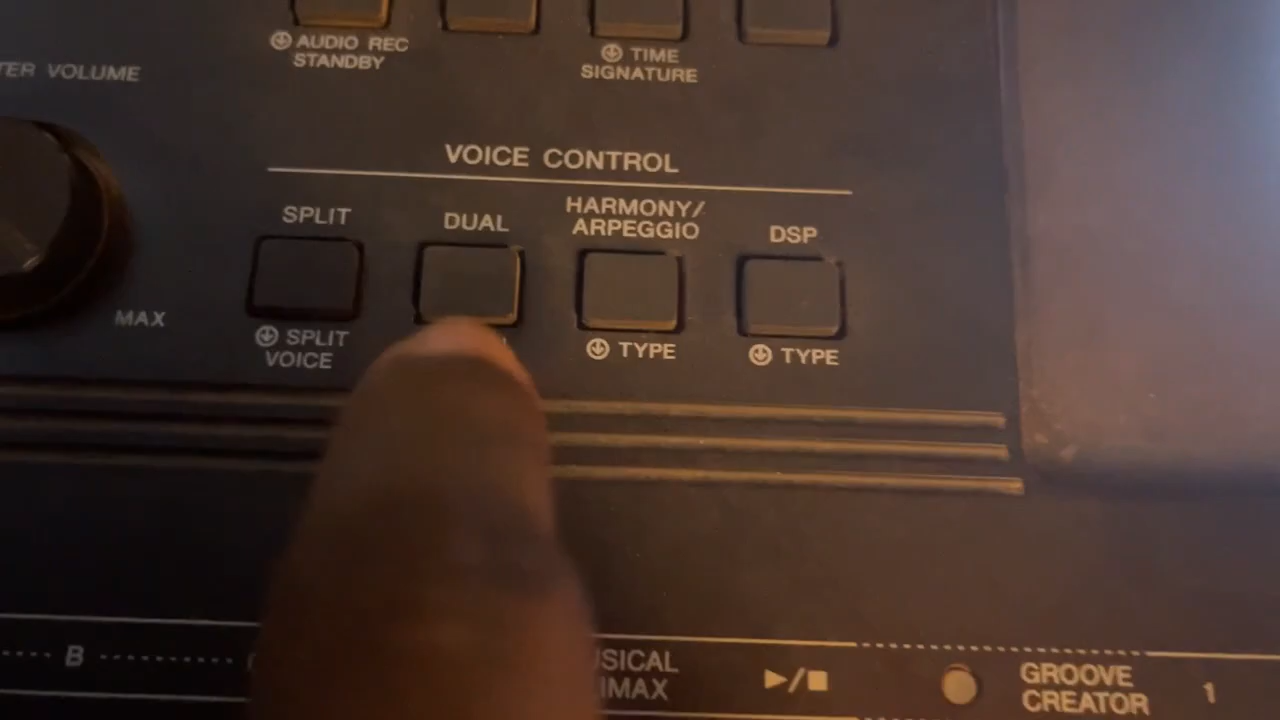 AUDIO REC
STANDBY
TIME
SIGNATURE
TER VOLUME
VOICE CONTROL
SPLIT
DUAL
HARMONY/
ARPEGGIO
DSP
MAX
SPLIT
VOICE
TYPE
TYPE
B
SICAL
IMAX
GROOVE
CREATOR
1